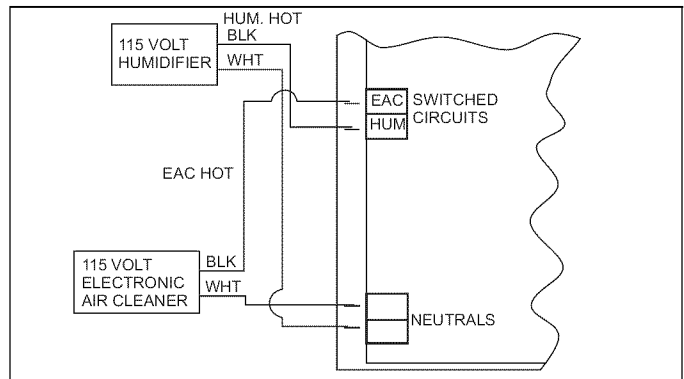 HUM. HOT
115 VOLT
HUMIDIFIER
BLK
WHT
EAC
HUM
SWITCHED
CIRCUITS
EAC HOT
115 VOLT
ELECTRONIC
AIR CLEANER
BLK
WHT
NEUTRALS